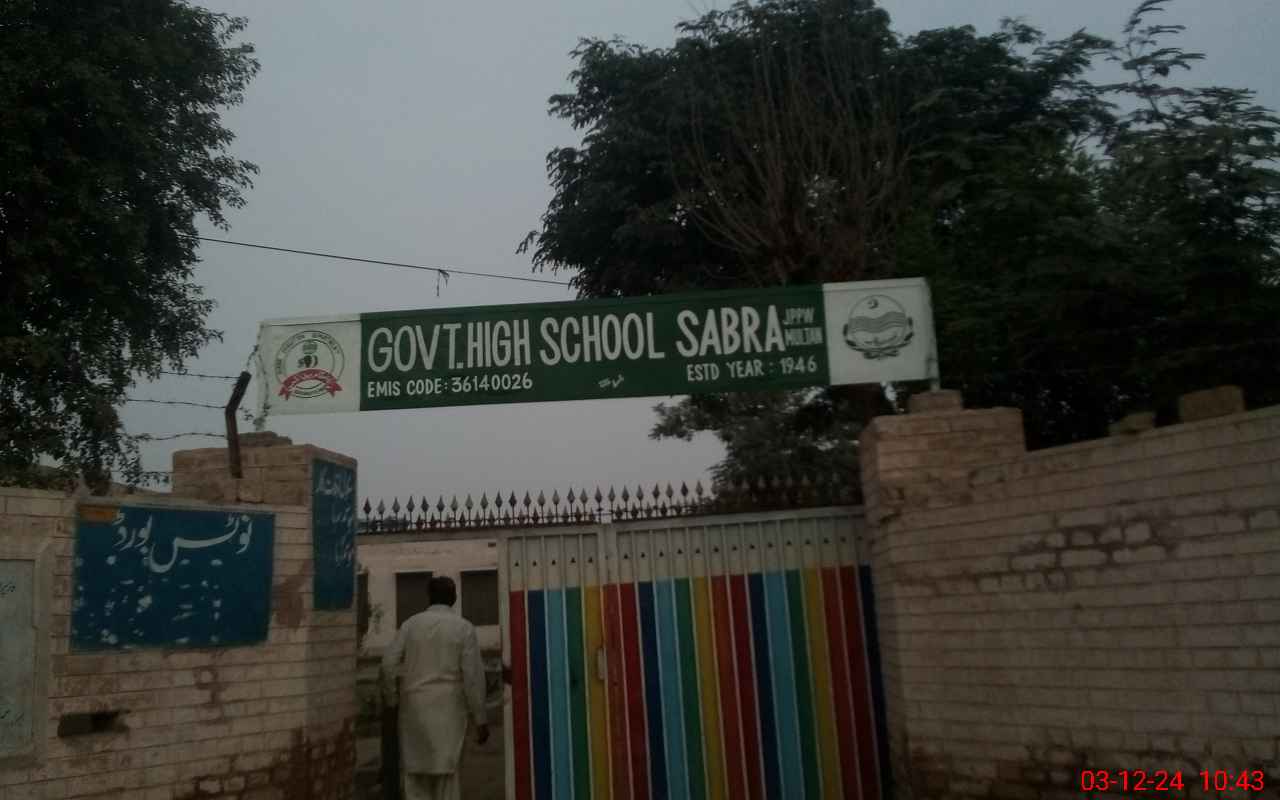 GOVT.HIGH SCHOOL SABRA
JPPW
MULTAN
EMIS CODE: 36140026
ESTD YEAR : 1946
نوٹس بورڈ
03-12-24 10:43